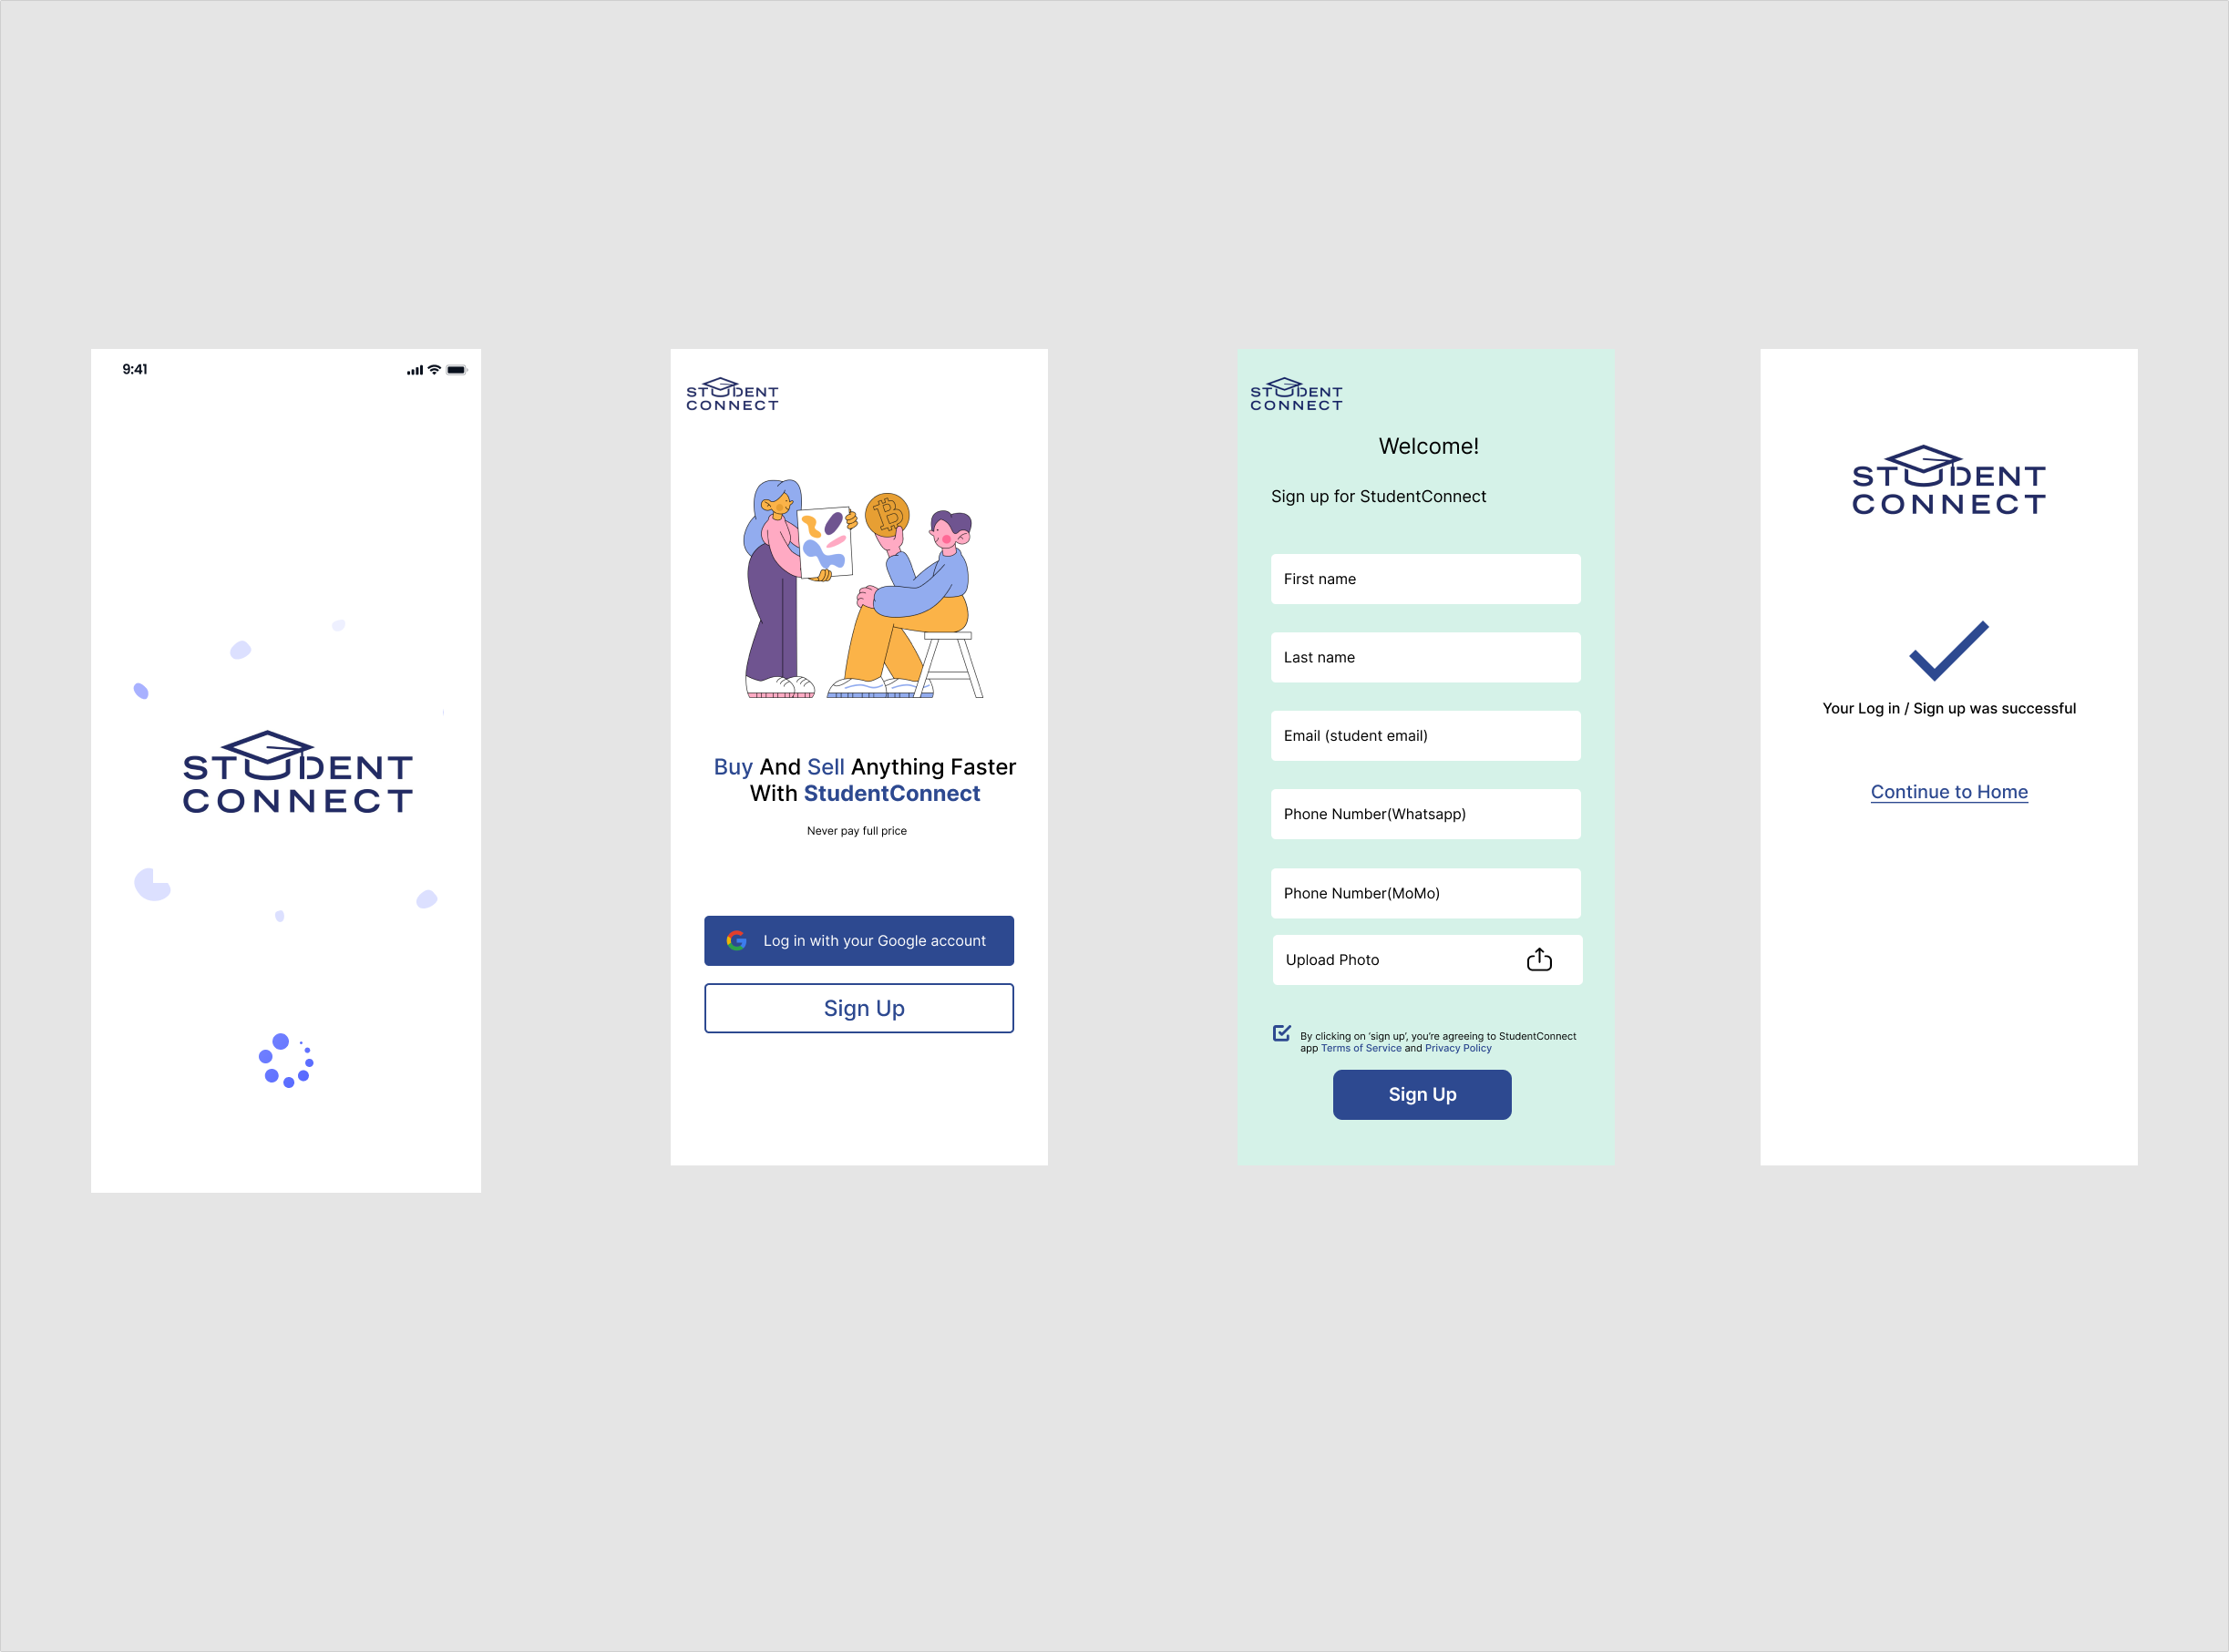 9:41
STUDENT
CONNECT
STUDENT
CONNECT
Buy And Sell Anything Faster
With StudentConnect
Never pay full price
Log in with your Google account
Sign Up
STUDENT
CONNECT
Welcome!
Sign up for StudentConnect
First name
Last name
Email (student email)
Phone Number(Whatsapp)
Phone Number(MoMo)
Upload Photo
By clicking on ‘sign up’, you’re agreeing to StudentConnect
app Terms of Service and Privacy Policy
Sign Up
STUDENT
CONNECT
Your Log in / Sign up was successful
Continue to Home